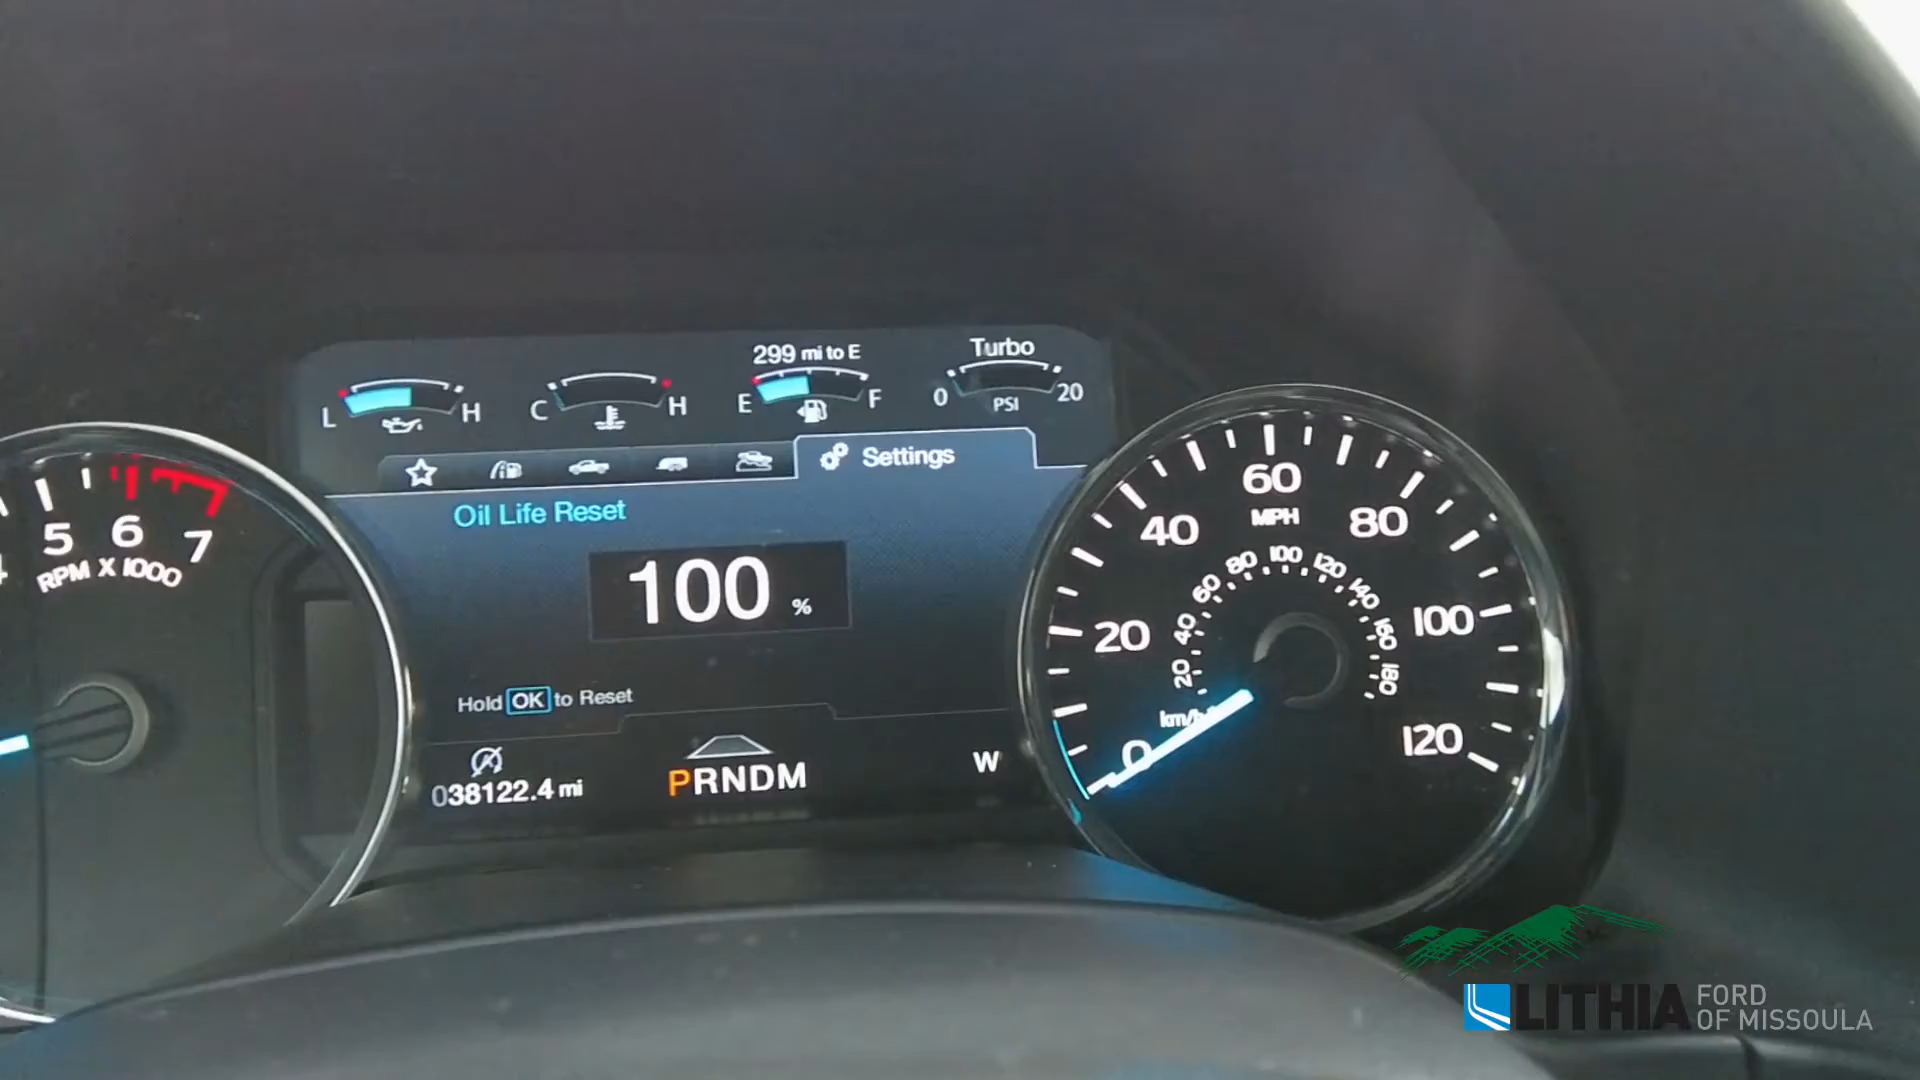 299 mi to E
Turbo
L H
C H
E F
0 20
PSI
Settings
Oil Life Reset
100 %
Hold OK to Reset
038122.4 mi
PRNDM
W
5 6 7
RPM X 1000
0 20 40 60 80 100 120
MPH
20 40 60 80 100 120 140 160 180
km/h
LITHIA FORD
OF MISSOULA